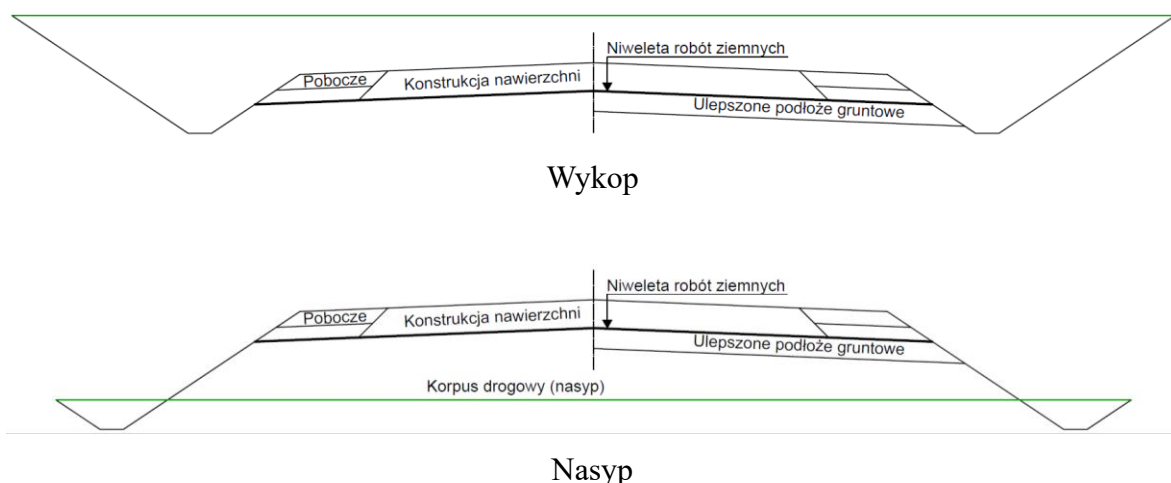 Niweleta robót ziemnych
Pobocze
Konstrukcja nawierzchni
Ulepszone podłoże gruntowe
Wykop
Niweleta robót ziemnych
Pobocze
Konstrukcja nawierzchni
Ulepszone podłoże gruntowe
Korpus drogowy (nasyp)
Nasyp